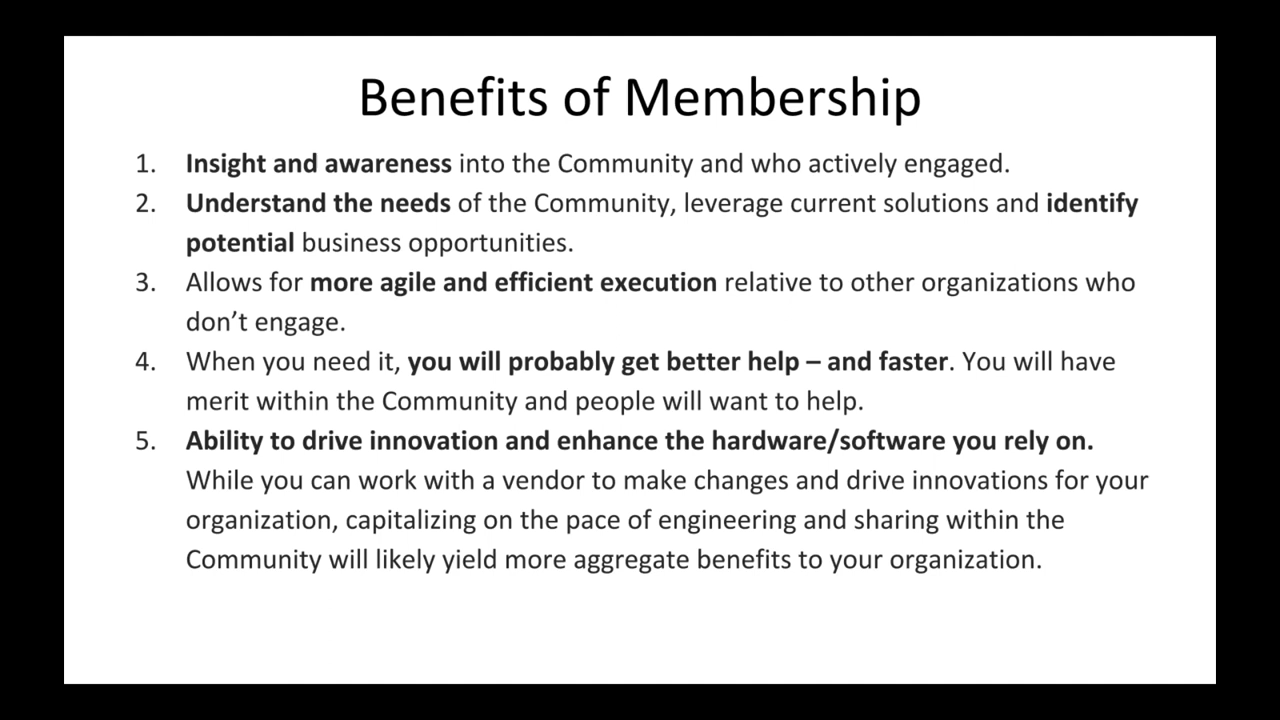 Benefits of Membership
1. Insight and awareness into the Community and who actively engaged.
2. Understand the needs of the Community, leverage current solutions and identify
potential business opportunities.
3. Allows for more agile and efficient execution relative to other organizations who
don’t engage.
4. When you need it, you will probably get better help – and faster. You will have
merit within the Community and people will want to help.
5. Ability to drive innovation and enhance the hardware/software you rely on.
While you can work with a vendor to make changes and drive innovations for your
organization, capitalizing on the pace of engineering and sharing within the
Community will likely yield more aggregate benefits to your organization.